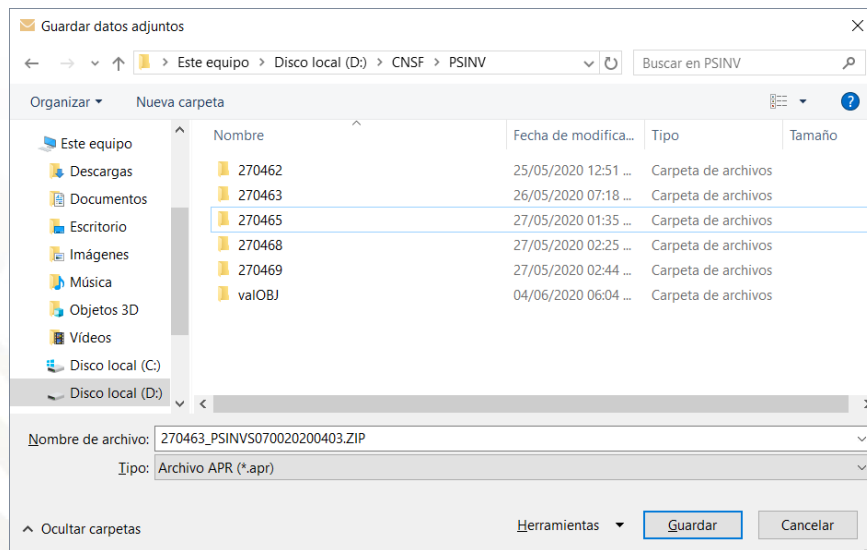 Guardar datos adjuntos
Este equipo > Disco local (D:) > CNSF > PSINV
Buscar en PSINV
Organizar
Nueva carpeta
Nombre
Fecha de modifica...
Tipo
Tamaño
Este equipo
Descargas
Documentos
Escritorio
Imágenes
Música
Objetos 3D
Vídeos
Disco local (C:)
Disco local (D:)
270462 25/05/2020 12:51 ... Carpeta de archivos
270463 26/05/2020 07:18 ... Carpeta de archivos
270465 27/05/2020 01:35 ... Carpeta de archivos
270468 27/05/2020 02:25 ... Carpeta de archivos
270469 27/05/2020 02:44 ... Carpeta de archivos
valOBJ 04/06/2020 06:04 ... Carpeta de archivos
Nombre de archivo: 270463_PSINVS070020200403.ZIP
Tipo: Archivo APR (*.apr)
Ocultar carpetas
Herramientas
Guardar
Cancelar